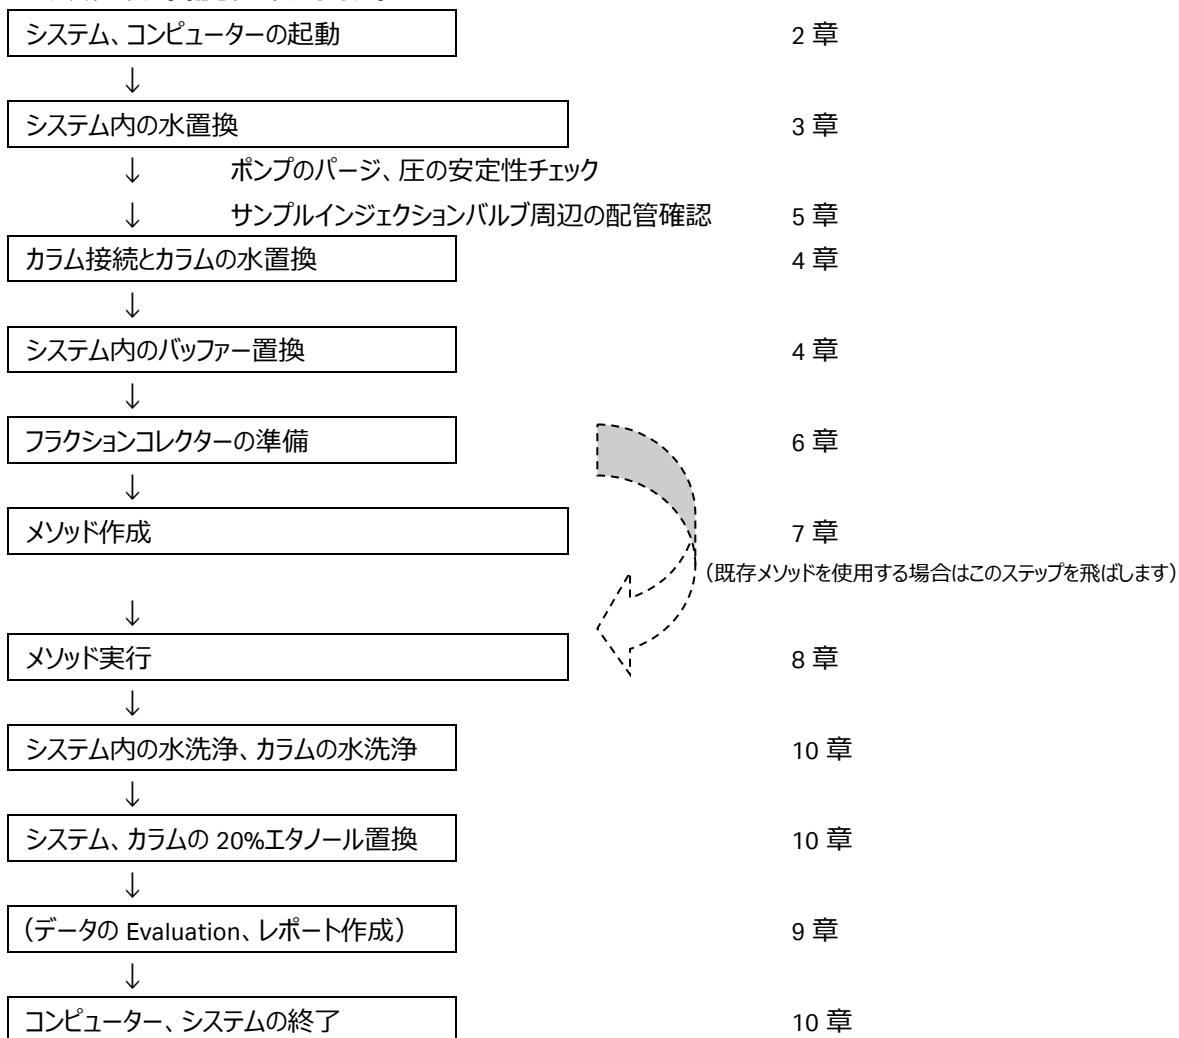 システム、コンピューターの起動 2 章
↓
システム内の水置換 3 章
↓ ポンプのパージ、圧の安定性チェック
↓ サンプルインジェクションバルブ周辺の配管確認 5 章
カラム接続とカラムの水置換 4 章
↓
システム内のバッファー置換 4 章
↓
フラクションコレクターの準備 6 章
↓
メソッド作成 7 章
（既存メソッドを使用する場合はこのステップを飛ばします）
↓
メソッド実行 8 章
↓
システム内の水洗浄、カラムの水洗浄 10 章
↓
システム、カラムの 20%エタノール置換 10 章
↓
（データの Evaluation、レポート作成） 9 章
↓
コンピューター、システムの終了 10 章